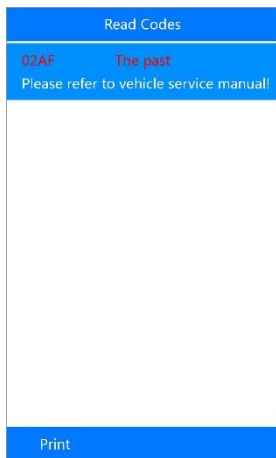 Read Codes
02AF The past
Please refer to vehicle service manual!
Print